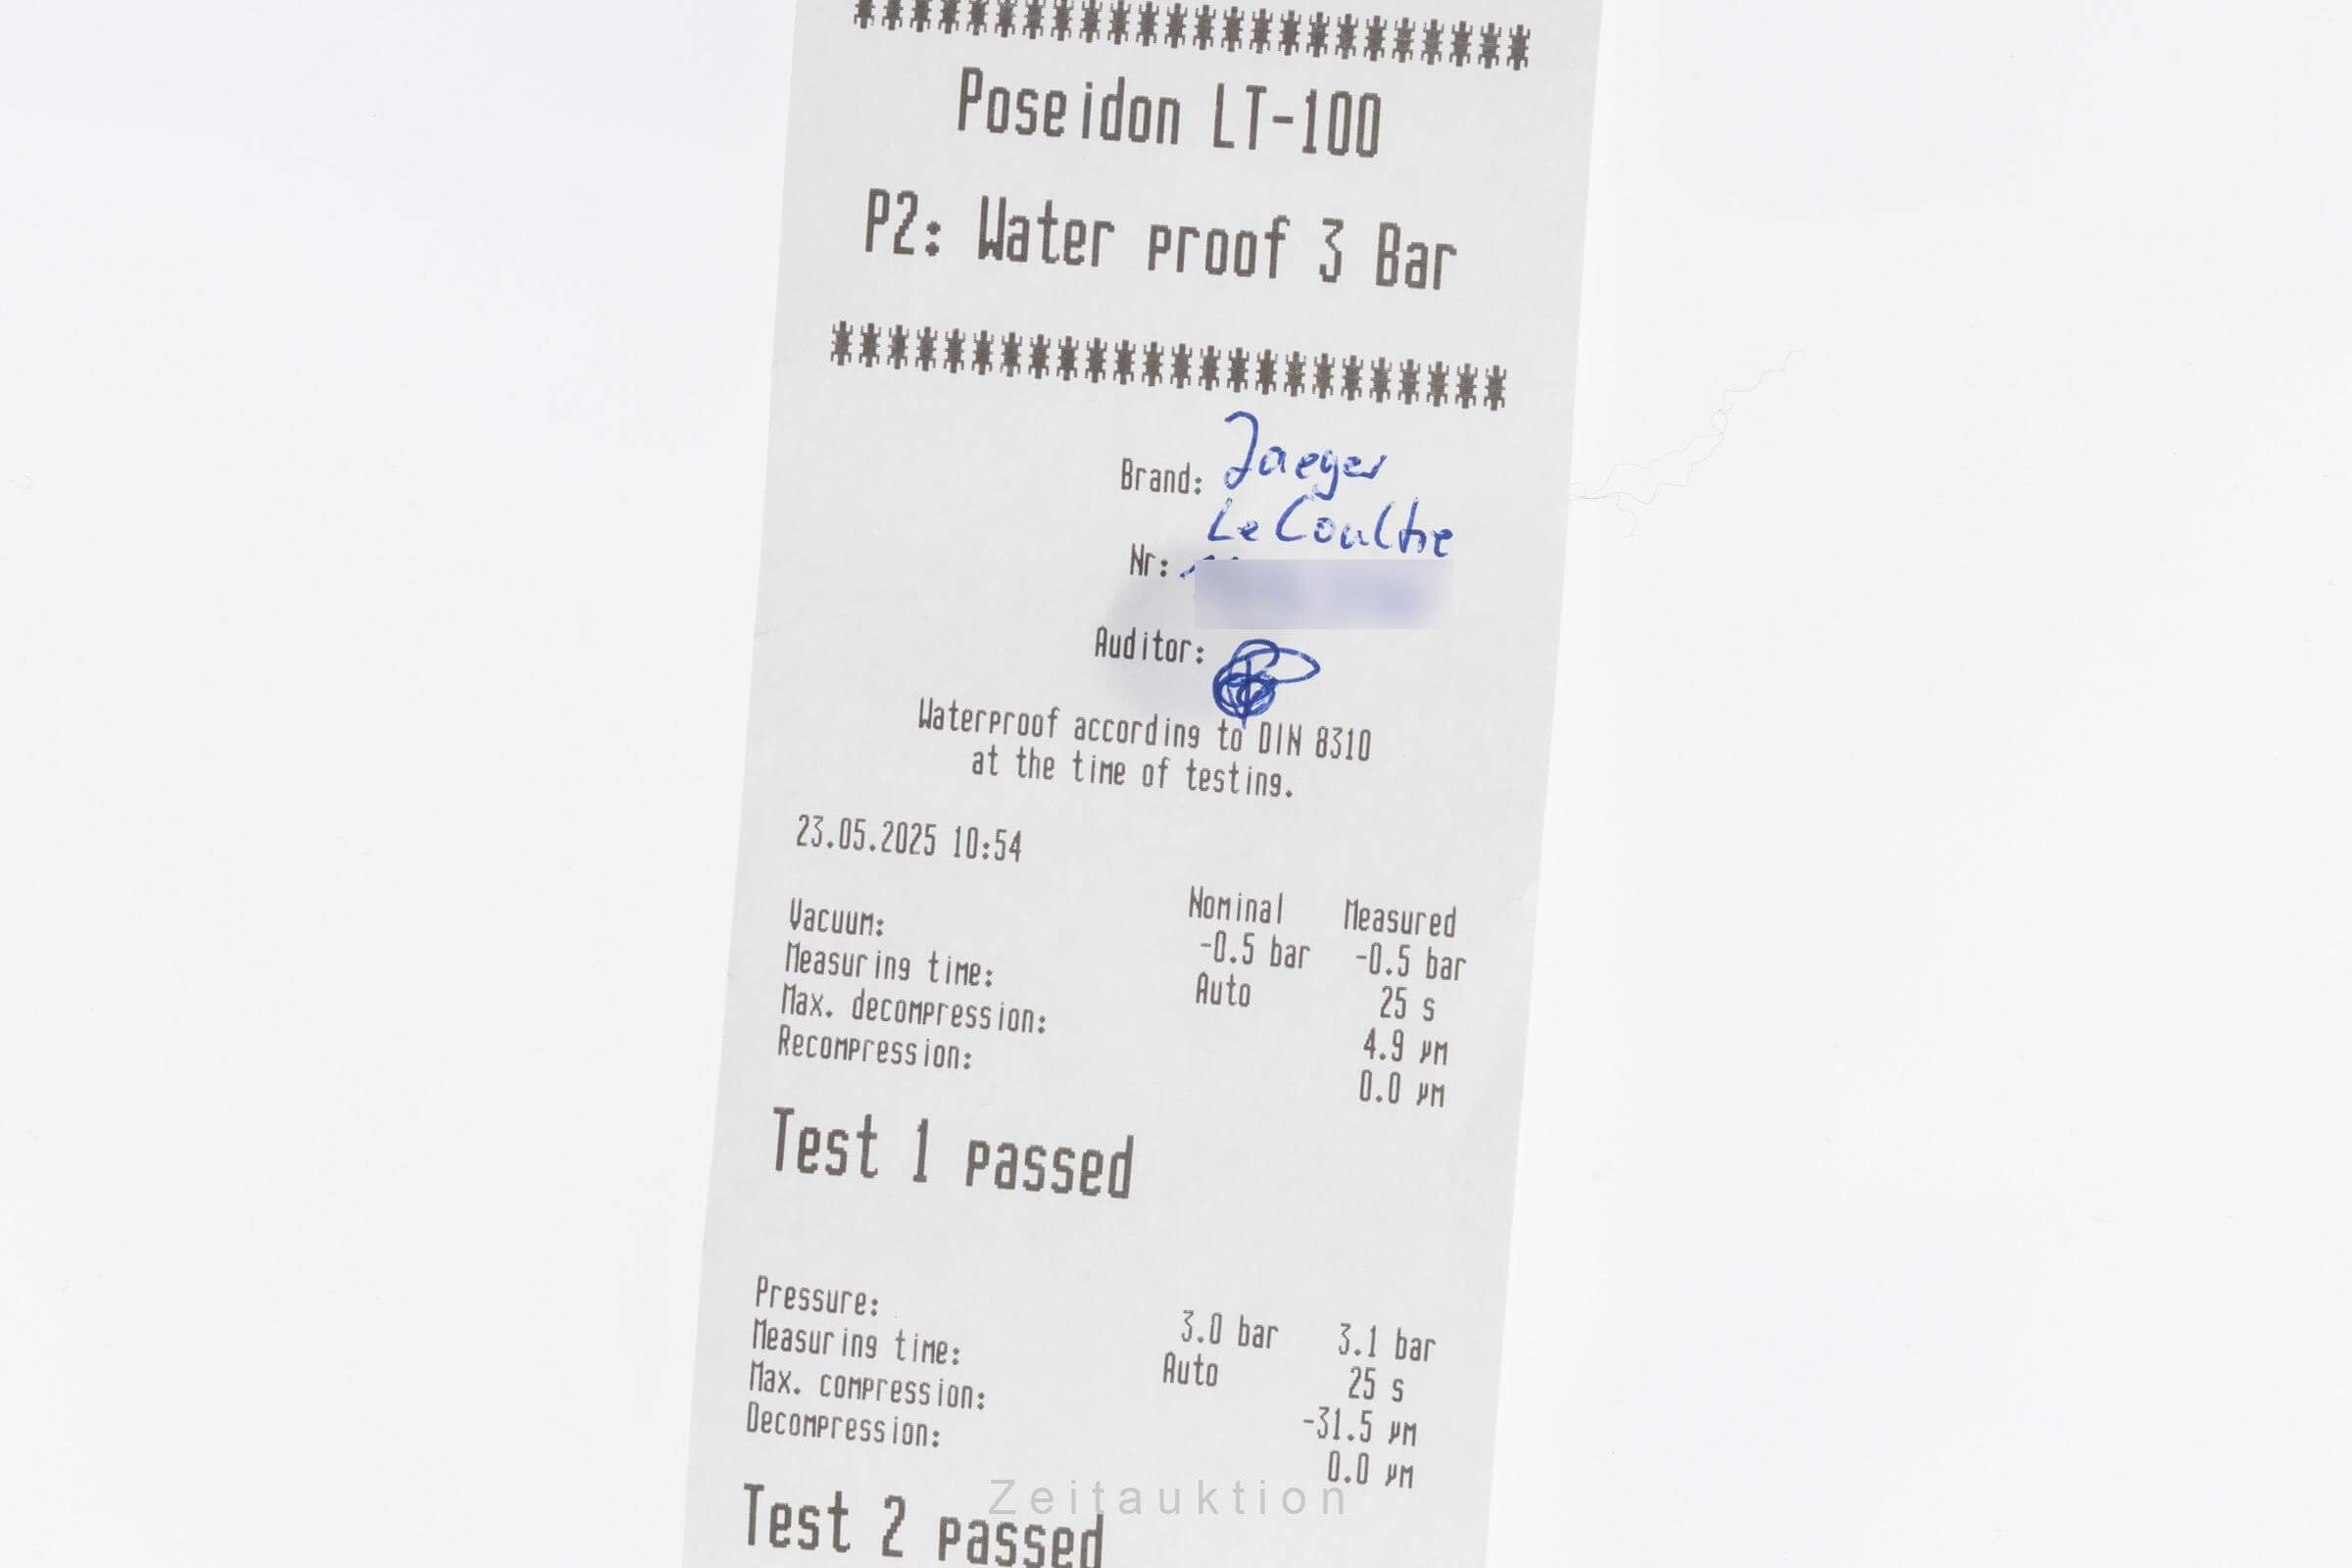 ************************
Poseidon LT-100
P2: Water proof 3 Bar
************************
Brand: Jaeger
LeCoultre
Nr:
Auditor:
Waterproof according to DIN 8310
at the time of testing.
23.05.2025 10:54
Nominal Measured
Vacuum: -0.5 bar -0.5 bar
Measuring time: Auto 25 s
Max. decompression: 4.9 µm
Recompression: 0.0 µm
Test 1 passed
Pressure: 3.0 bar 3.1 bar
Measuring time: Auto 25 s
Max. compression: -31.5 µm
Decompression: 0.0 µm
Test 2 passed
Zeitauktion